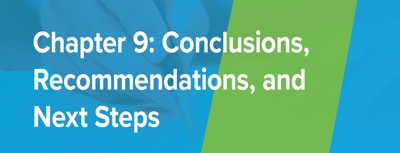 Chapter 9: Conclusions,
Recommendations, and
Next Steps